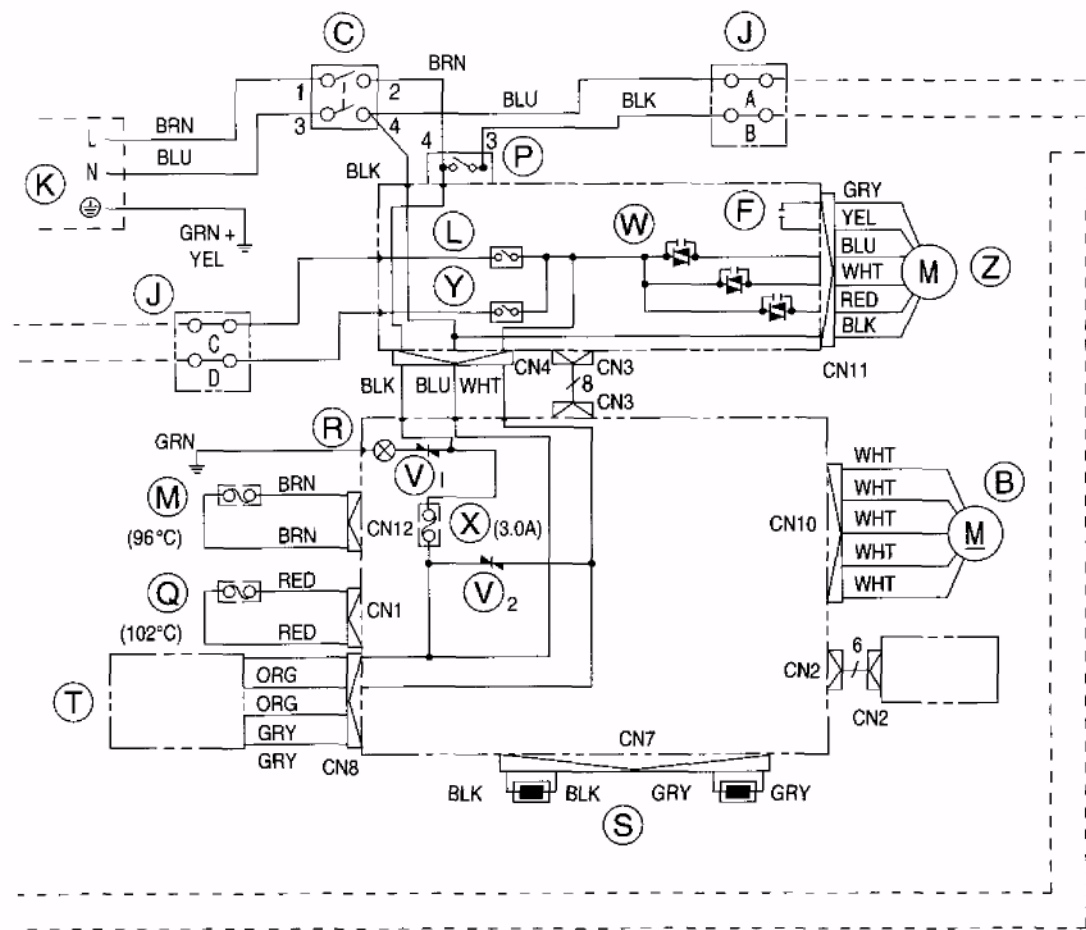 C
J
BRN
1
2
3
4
BLU
BLK
A
B
L
BRN
N
BLU
K
4
3
P
BLK
GRN +
YEL
L
W
F
GRY
YEL
BLU
WHT
RED
BLK
M
Z
J
Y
C
D
BLK
BLU
WHT
CN4
CN3
CN11
8
CN3
R
GRN
V
1
M
BRN
(96°C)
BRN
CN12
X
(3.0A)
WHT
WHT
WHT
WHT
WHT
CN10
B
M
Q
RED
(102°C)
RED
CN1
V
2
T
ORG
ORG
GRY
GRY
CN8
CN2
6
CN2
CN7
BLK
BLK
GRY
GRY
S